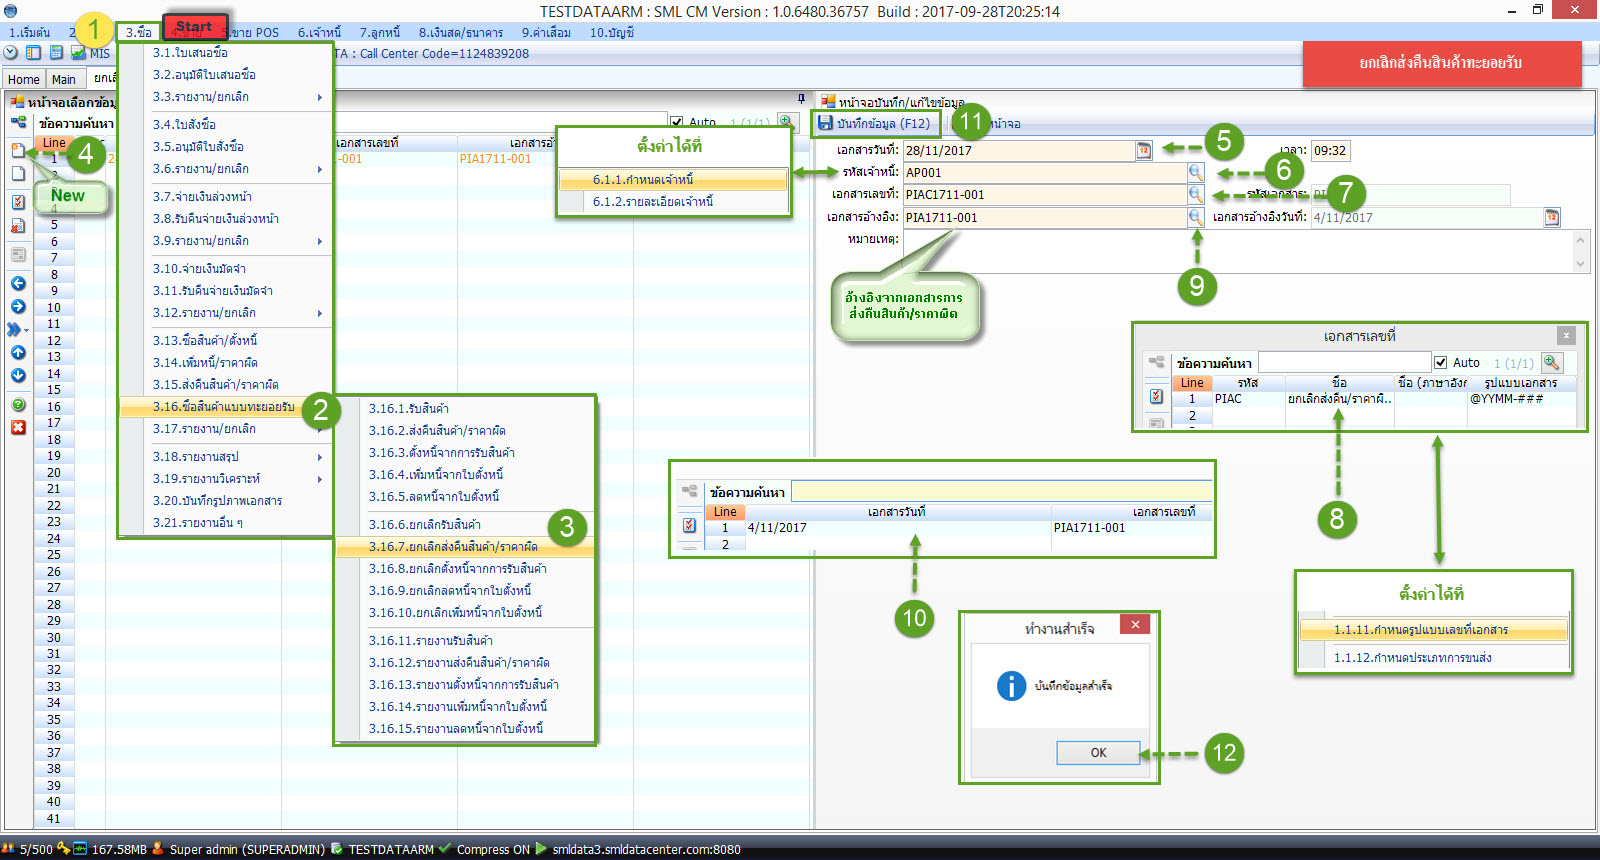 TESTDATAARM : SML CM Version : 1.0.6480.36757 Build : 2017-09-28T20:25:14
1.เริ่มต้น 2 1 3.ซื้อ Start 5.ขาย POS 6.เจ้าหนี้ 7.ลูกหนี้ 8.เงินสด/ธนาคาร 9.ค่าเสื่อม 10.บัญชี
MIS TA : Call Center Code=1124839208
ยกเลิกส่งคืนสินค้าทะยอยรับ
Home Main ยกเลิ
หน้าจอเลือกข้อมูล
ข้อความค้นหา
Auto 1 (1/1)
Line
เอกสารเลขที่
-001 PIA1711-001
4
New
1
5
6
7
8
9
10
11
12
13
14
15
16
17
18
19
20
21
22
23
24
25
26
27
28
29
30
31
32
33
34
35
36
37
38
39
40
41
3.1.ใบเสนอซื้อ
3.2.อนุมัติใบเสนอซื้อ
3.3.รายงาน/ยกเลิก
3.4.ใบสั่งซื้อ
3.5.อนุมัติใบสั่งซื้อ
3.6.รายงาน/ยกเลิก
3.7.จ่ายเงินล่วงหน้า
3.8.รับคืนจ่ายเงินล่วงหน้า
3.9.รายงาน/ยกเลิก
3.10.จ่ายเงินมัดจำ
3.11.รับคืนจ่ายเงินมัดจำ
3.12.รายงาน/ยกเลิก
3.13.ซื้อสินค้า/ตั้งหนี้
3.14.เพิ่มหนี้/ราคาผิด
3.15.ส่งคืนสินค้า/ราคาผิด
3.16.ซื้อสินค้าแบบทะยอยรับ 2
3.17.รายงาน/ยกเลิก
3.18.รายงานสรุป
3.19.รายงานวิเคราะห์
3.20.บันทึกรูปภาพเอกสาร
3.21.รายงานอื่น ๆ
3.16.1.รับสินค้า
3.16.2.ส่งคืนสินค้า/ราคาผิด
3.16.3.ตั้งหนี้จากการรับสินค้า
3.16.4.เพิ่มหนี้จากใบตั้งหนี้
3.16.5.ลดหนี้จากใบตั้งหนี้
3.16.6.ยกเลิกรับสินค้า
3
3.16.7.ยกเลิกส่งคืนสินค้า/ราคาผิด
3.16.8.ยกเลิกตั้งหนี้จากการรับสินค้า
3.16.9.ยกเลิกลดหนี้จากใบตั้งหนี้
3.16.10.ยกเลิกเพิ่มหนี้จากใบตั้งหนี้
3.16.11.รายงานรับสินค้า
3.16.12.รายงานส่งคืนสินค้า/ราคาผิด
3.16.13.รายงานตั้งหนี้จากการรับสินค้า
3.16.14.รายงานเพิ่มหนี้จากใบตั้งหนี้
3.16.15.รายงานลดหนี้จากใบตั้งหนี้
ตั้งค่าได้ที่
6.1.1.กำหนดเจ้าหนี้
6.1.2.รายละเอียดเจ้าหนี้
หน้าจอบันทึก/แก้ไขข้อมูล
บันทึกข้อมูล (F12) 11 หน้าจอ
เอกสารวันที่: 28/11/2017 5 เวลา: 09:32
รหัสเจ้าหนี้: AP001 6
เอกสารเลขที่: PIAC1711-001 7 รหัสเอกสาร:
เอกสารอ้างอิง: PIA1711-001 เอกสารอ้างอิงวันที่: 4/11/2017
หมายเหตุ:
9
อ้างอิงจากเอกสารการ
ส่งคืนสินค้า/ราคาผิด
เอกสารเลขที่
ข้อความค้นหา Auto 1 (1/1)
Line รหัส ชื่อ ชื่อ (ภาษาอังก รูปแบบเอกสาร
1 PIAC ยกเลิกส่งคืน/ราคาผิ.. @YYMM-###
2
8
ข้อความค้นหา
Line เอกสารวันที่ เอกสารเลขที่
1 4/11/2017 PIA1711-001
2
10
ตั้งค่าได้ที่
1.1.11.กำหนดรูปแบบเลขที่เอกสาร
1.1.12.กำหนดประเภทการขนส่ง
ทำงานสำเร็จ
บันทึกข้อมูลสำเร็จ
OK
12
5/500 167.58MB Super admin (SUPERADMIN) TESTDATAARM Compress ON smldata3.smldatacenter.com:8080